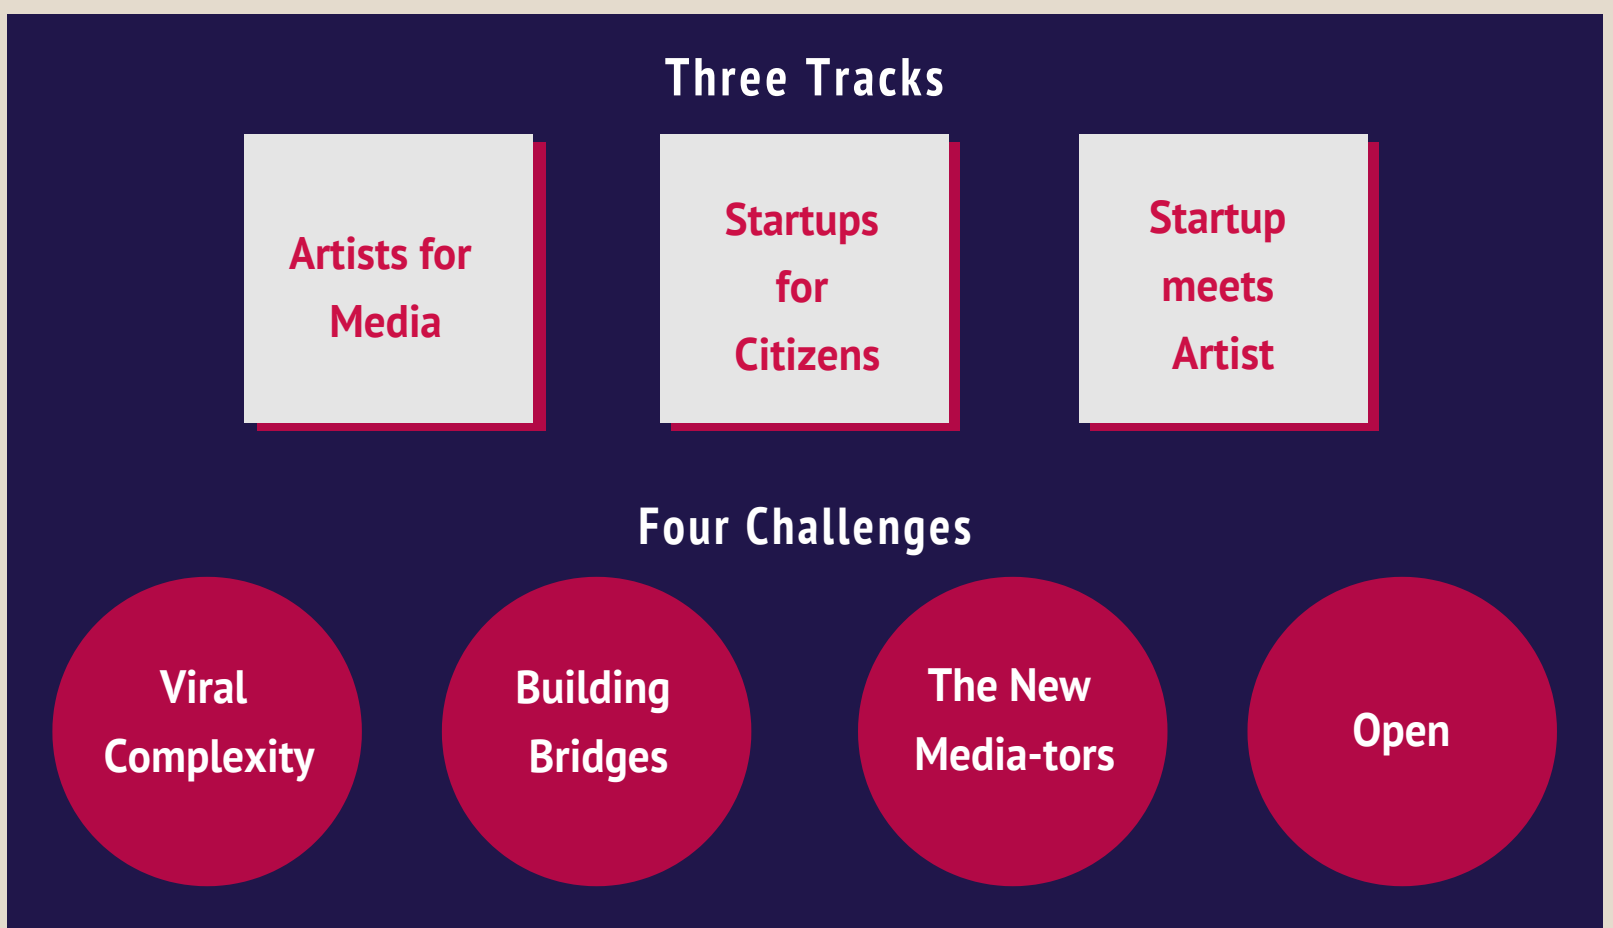 Three Tracks
Artists for
Media
Startups
for
Citizens
Startup
meets
Artist
Four Challenges
Viral
Complexity
Building
Bridges
The New
Media-tors
Open